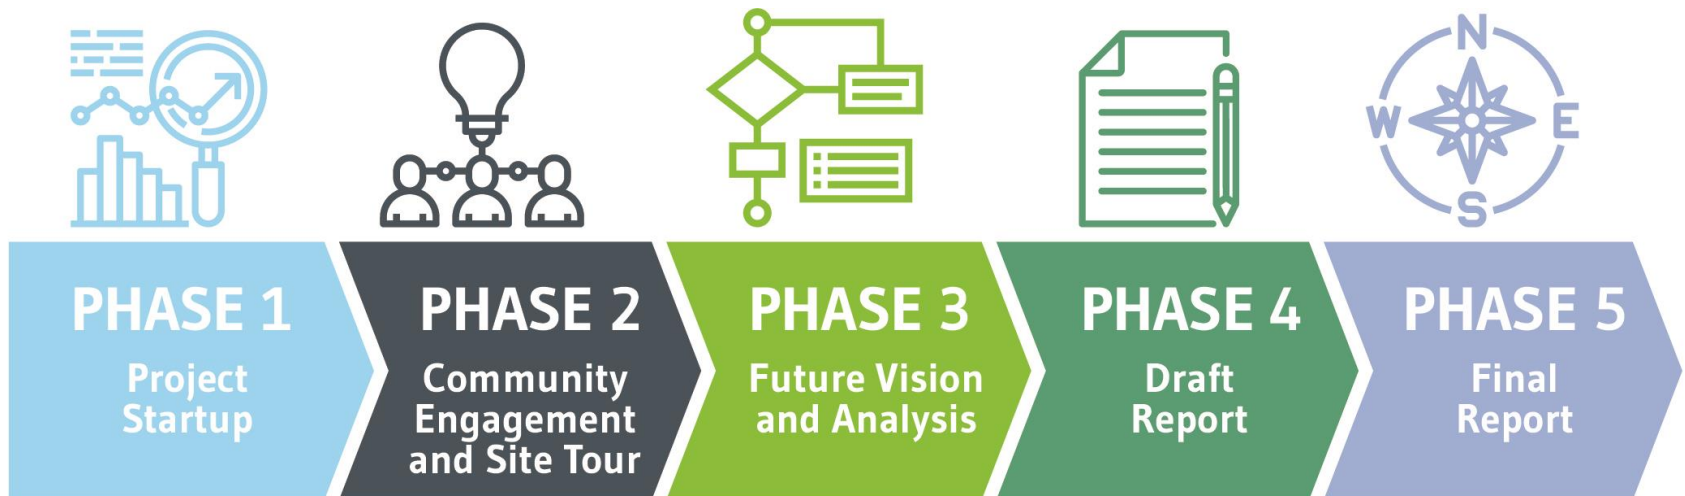 N
W
E
S
PHASE 1
Project
Startup
PHASE 2
Community
Engagement
and Site Tour
PHASE 3
Future Vision
and Analysis
PHASE 4
Draft
Report
PHASE 5
Final
Report